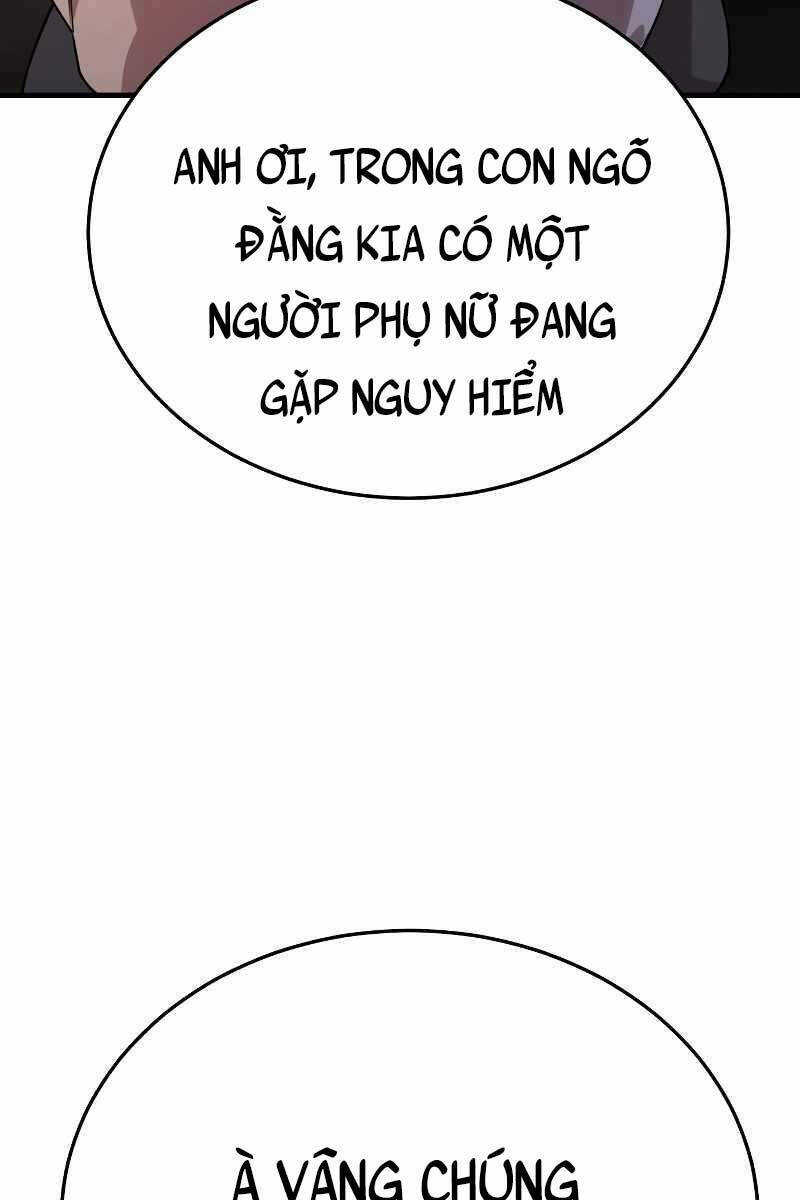 ANH ƠI, TRONG CON NGÕ
ĐẰNG KIA CÓ MỘT
NGƯỜI PHỤ NỮ ĐANG
GẶP NGUY HIỂM
À VÂNG CHÚNG